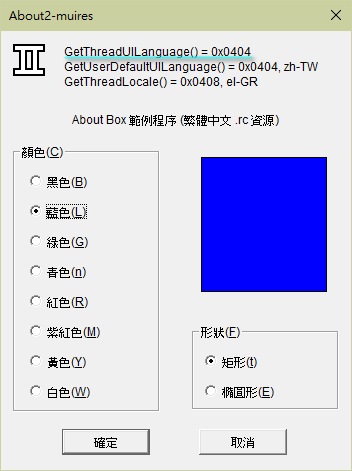 About2-muires
GetThreadUILanguage() = 0x0404
GetUserDefaultUILanguage() = 0x0404, zh-TW
GetThreadLocale() = 0x0408, el-GR
About Box 範例程序 (繁體中文 .rc 資源)
顏色(C)
黑色(B)
藍色(L)
綠色(G)
青色(n)
紅色(R)
紫紅色(M)
黃色(Y)
白色(W)
形狀(F)
矩形(t)
橢圓形(E)
確定
取消